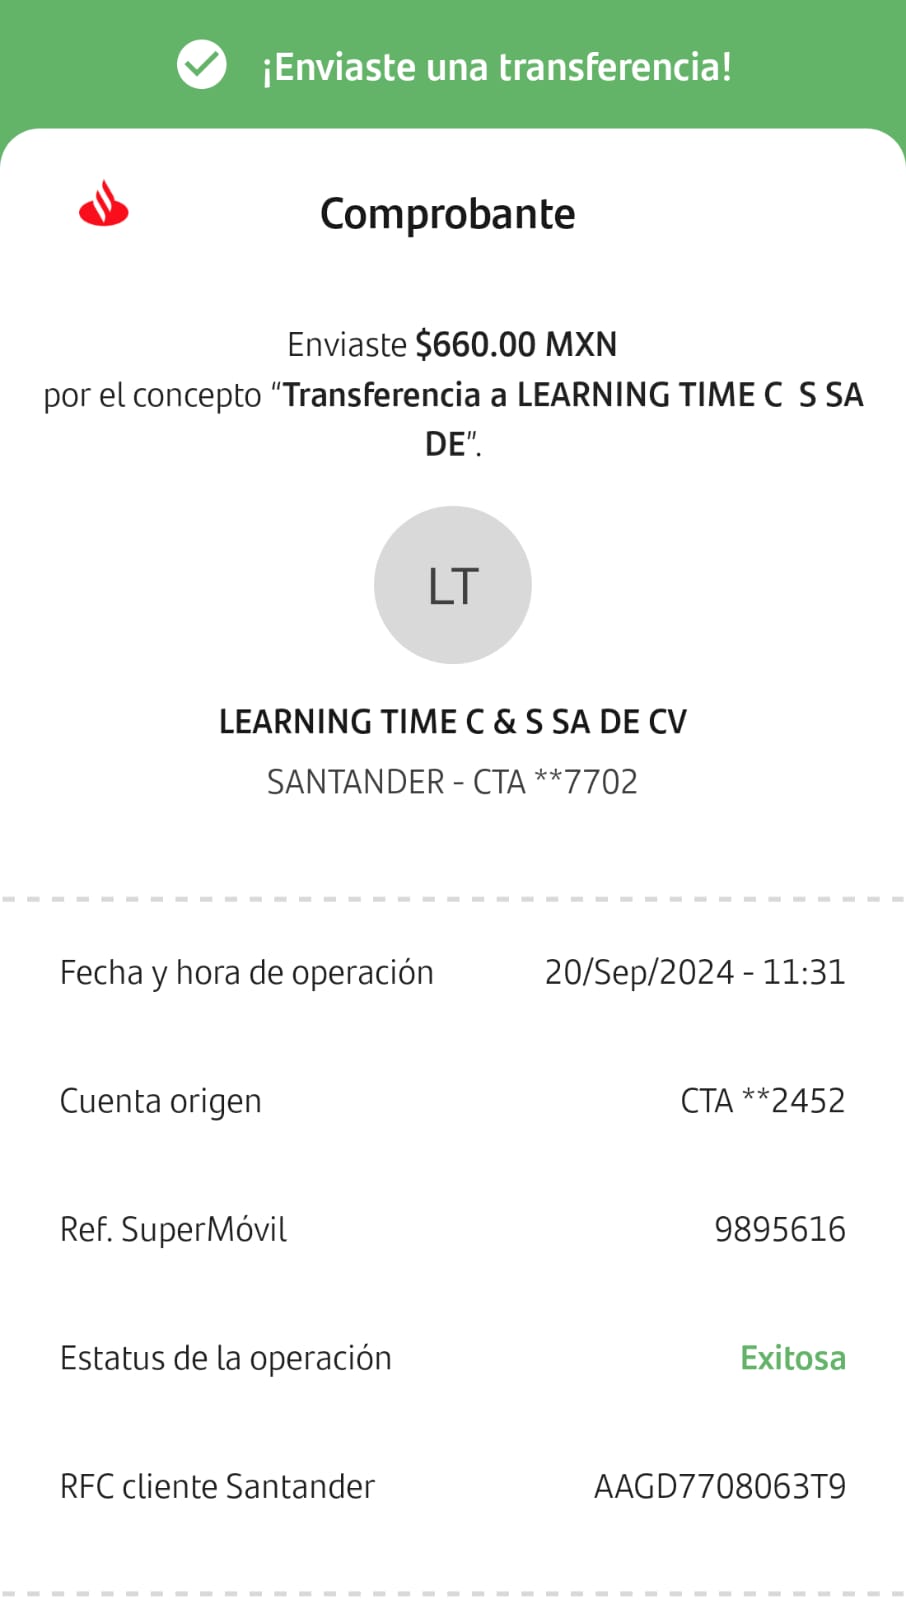 ¡Enviaste una transferencia!
Comprobante
Enviaste $660.00 MXN
por el concepto “Transferencia a LEARNING TIME C  S SA
DE”.
LT
LEARNING TIME C & S SA DE CV
SANTANDER - CTA **7702
Fecha y hora de operación 20/Sep/2024 - 11:31
Cuenta origen CTA **2452
Ref. SuperMóvil 9895616
Estatus de la operación Exitosa
RFC cliente Santander AAGD7708063T9